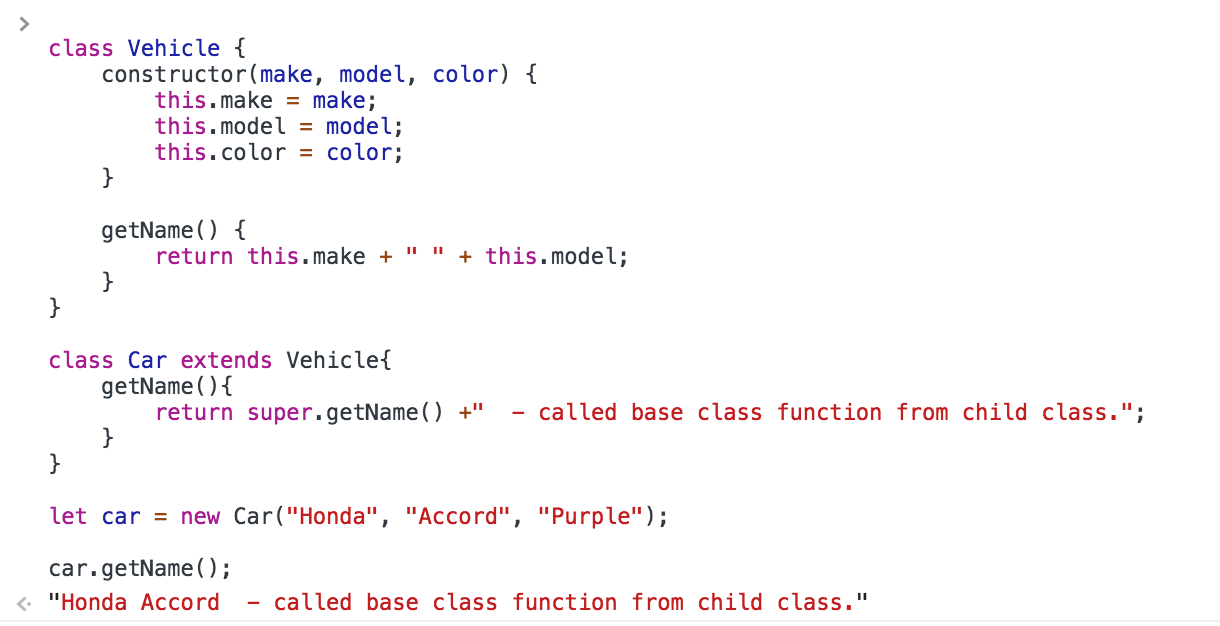 >
class Vehicle {
    constructor(make, model, color) {
        this.make = make;
        this.model = model;
        this.color = color;
    }

    getName() {
        return this.make + " " + this.model;
    }
}

class Car extends Vehicle{
    getName(){
        return super.getName() +"  – called base class function from child class.";
    }
}

let car = new Car("Honda", "Accord", "Purple");

car.getName();
"Honda Accord  – called base class function from child class."